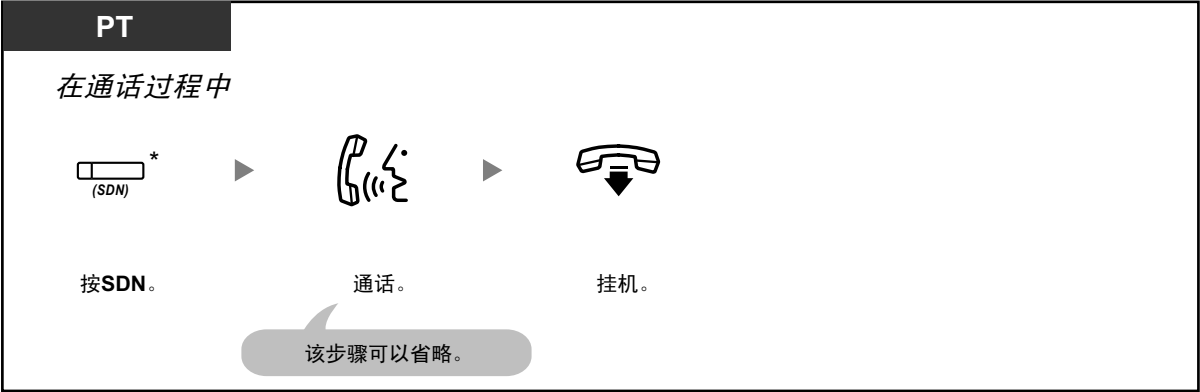 PT
在通话过程中
*
(SDN)
按SDN。
通话。
挂机。
该步骤可以省略。